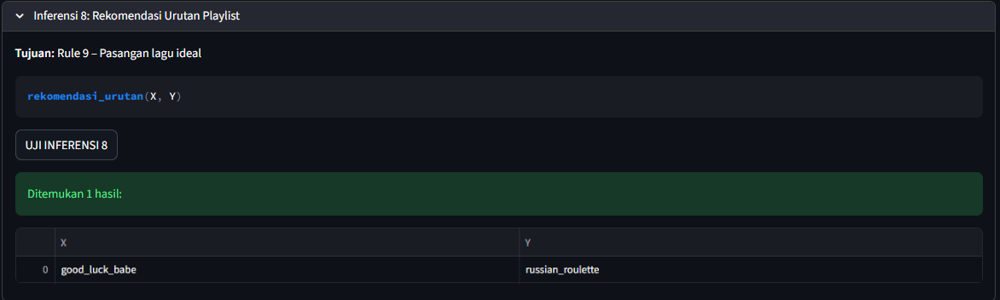 Inferensi 8: Rekomendasi Urutan Playlist
Tujuan: Rule 9 – Pasangan lagu ideal
rekomendasi_urutan(X, Y)
UJI INFERENSI 8
Ditemukan 1 hasil:
X Y
0 good_luck_babe russian_roulette